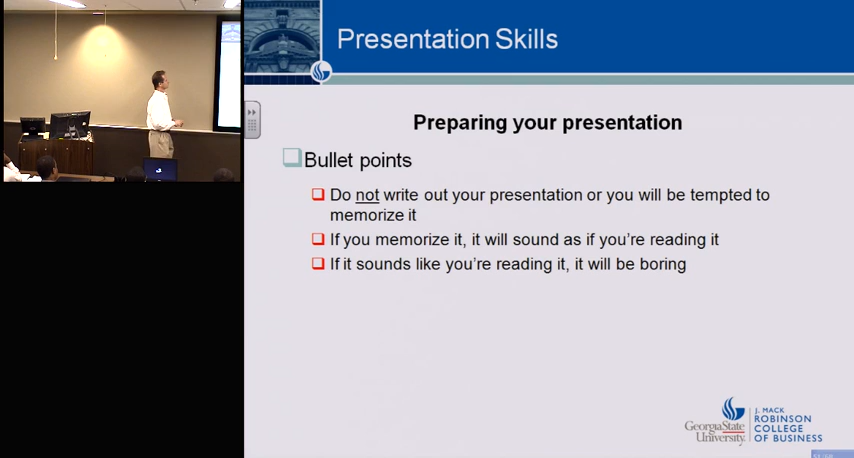 Presentation Skills
Preparing your presentation
Bullet points
Do not write out your presentation or you will be tempted to
memorize it
If you memorize it, it will sound as if you're reading it
If it sounds like you're reading it, it will be boring
GeorgiaState
University
J. MACK
ROBINSON
COLLEGE
OF BUSINESS